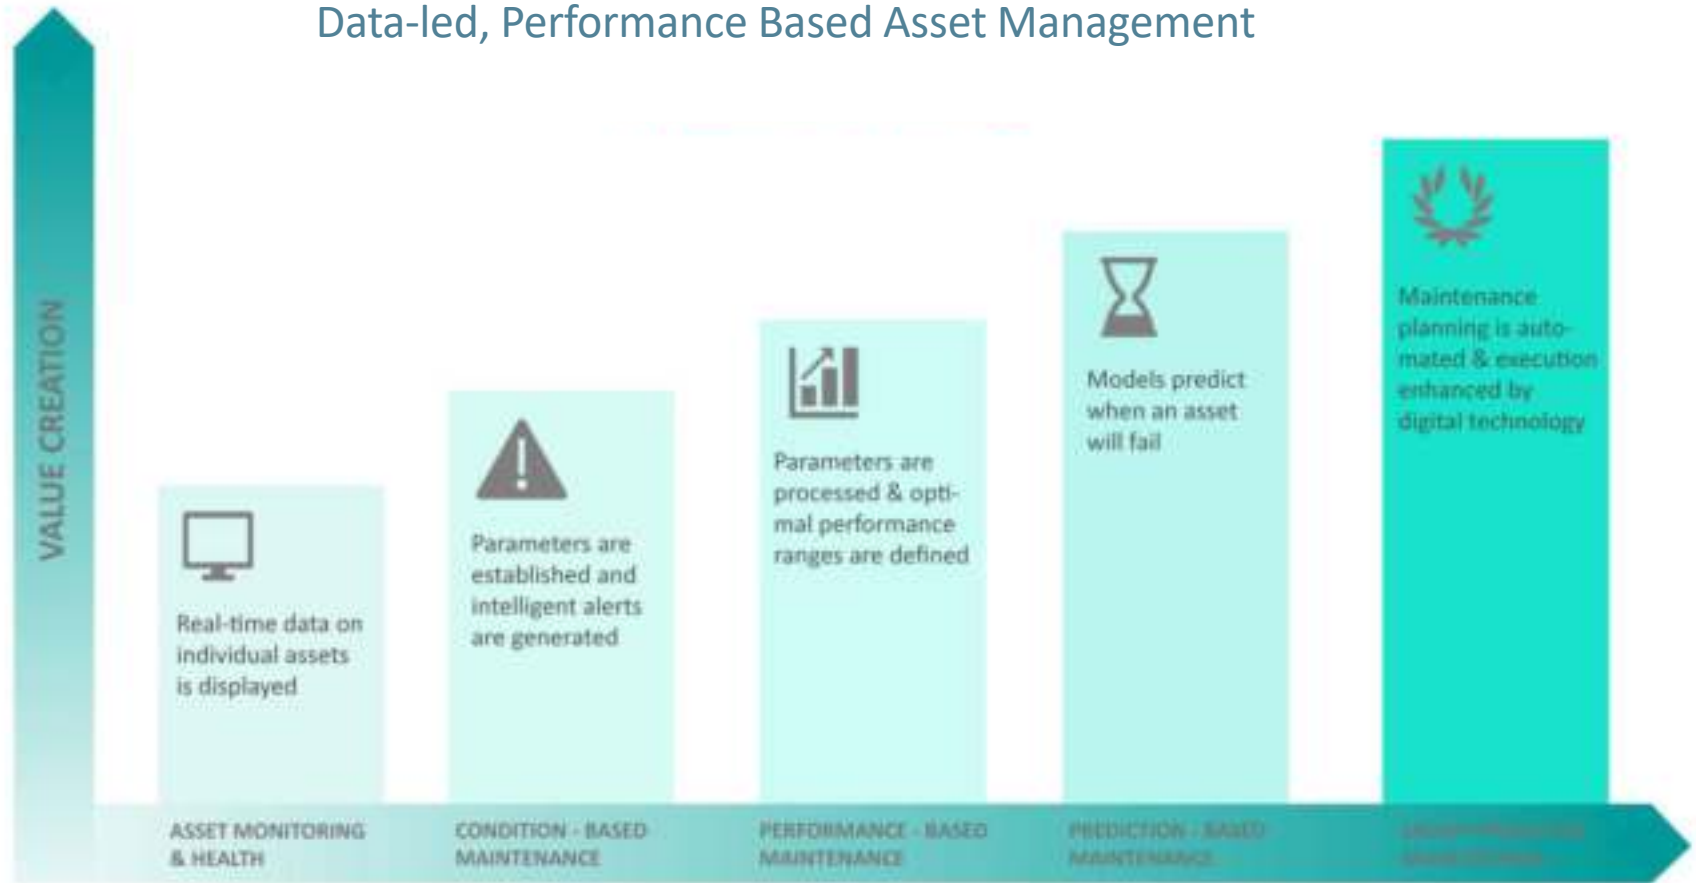 Data-led, Performance Based Asset Management
VALUE CREATION
Real-time data on
individual assets
is displayed
Parameters are
established and
intelligent alerts
are generated
Parameters are
processed & opti-
mal performance
ranges are defined
Models predict
when an asset
will fail
Maintenance
planning is auto-
mated & execution
enhanced by
digital technology
ASSET MONITORING
& HEALTH
CONDITION - BASED
MAINTENANCE
PERFORMANCE - BASED
MAINTENANCE
PREDICTION - BASED
MAINTENANCE